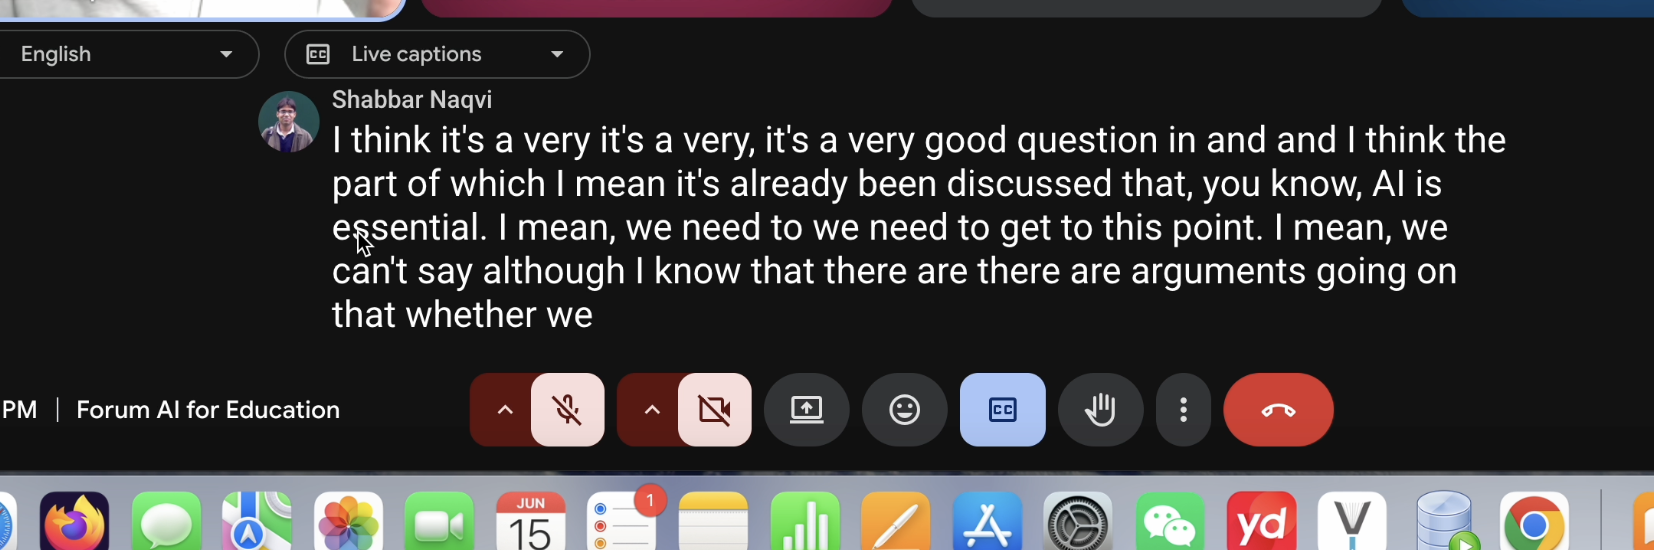 English
Live captions
Shabbar Naqvi
I think it's a very it's a very, it's a very good question in and and I think the
part of which I mean it's already been discussed that, you know, AI is
essential. I mean, we need to we need to get to this point. I mean, we
can't say although I know that there are there are arguments going on
that whether we
PM | Forum AI for Education
CC
JUN
15
1
yd